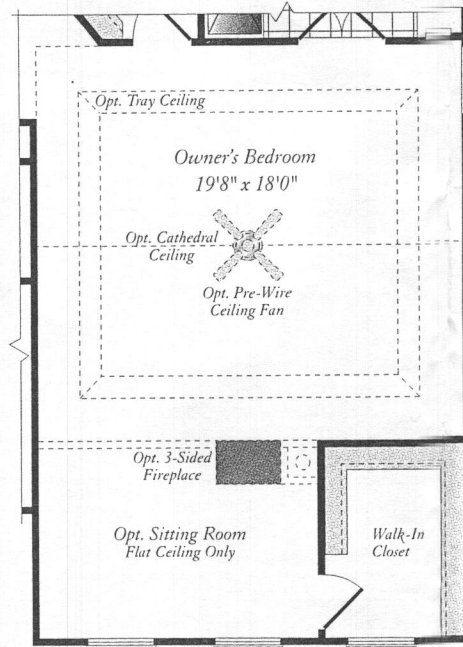 Opt. Tray Ceiling
Owner's Bedroom
19'8" x 18'0"
Opt. Cathedral
Ceiling
Opt. Pre-Wire
Ceiling Fan
Opt. 3-Sided
Fireplace
Opt. Sitting Room
Flat Ceiling Only
Walk-In
Closet